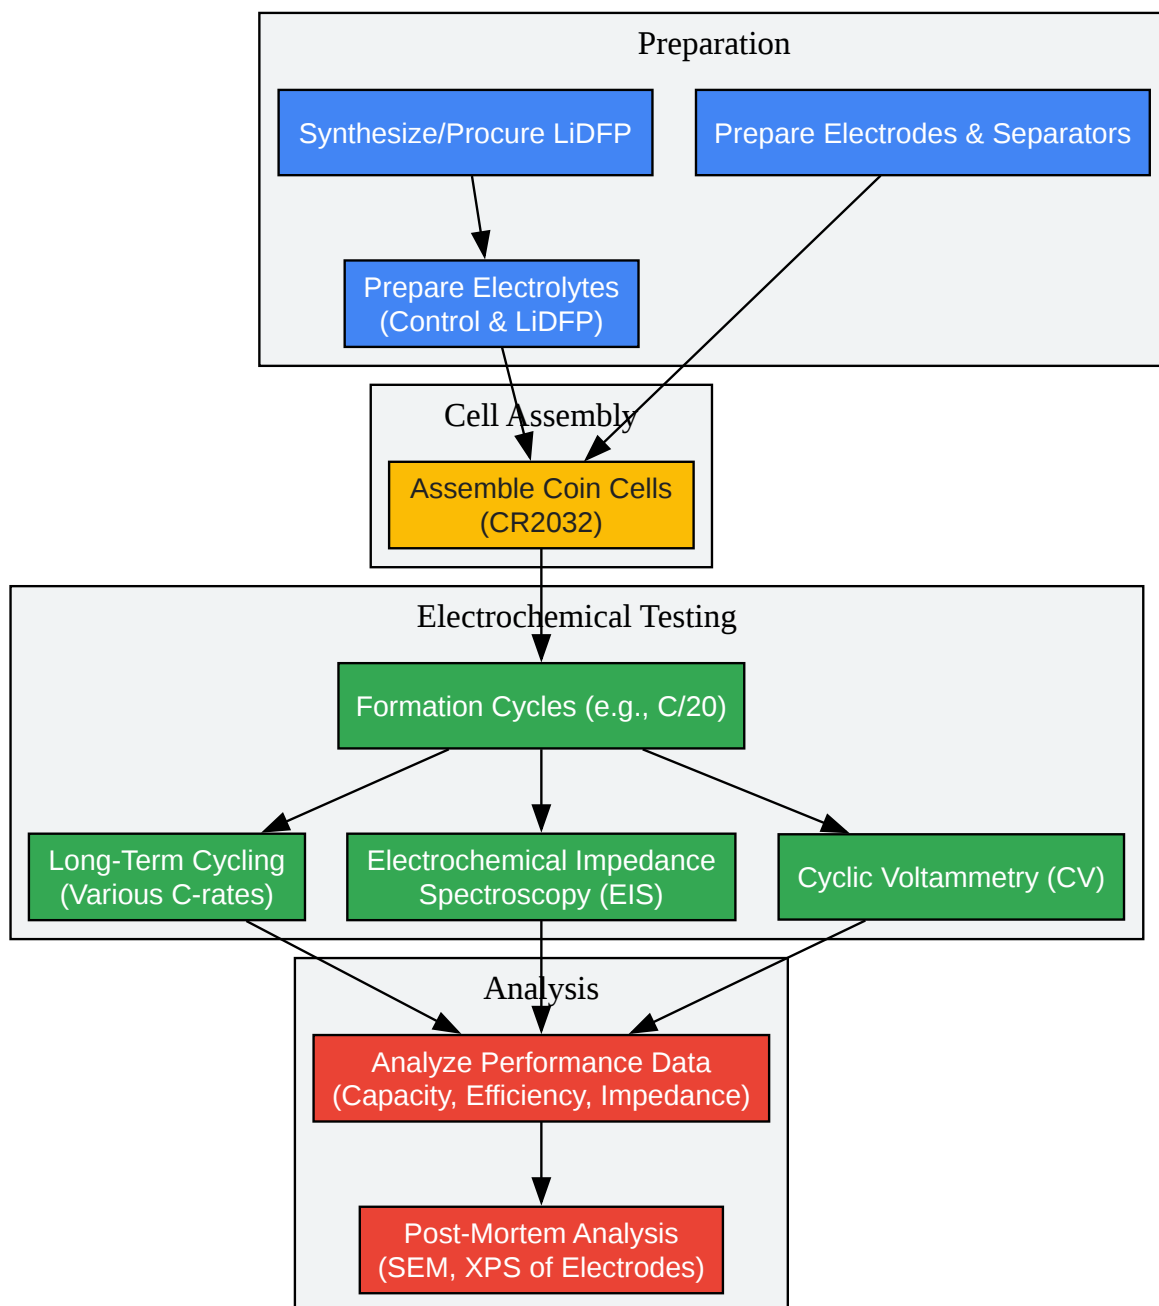 Preparation
Synthesize/Procure LiDFP
Prepare Electrodes & Separators
Prepare Electrolytes
(Control & LiDFP)
Cell Assembly
Assemble Coin Cells
(CR2032)
Electrochemical Testing
Formation Cycles (e.g., C/20)
Long-Term Cycling
(Various C-rates)
Electrochemical Impedance
Spectroscopy (EIS)
Cyclic Voltammetry (CV)
Analysis
Analyze Performance Data
(Capacity, Efficiency, Impedance)
Post-Mortem Analysis
(SEM, XPS of Electrodes)